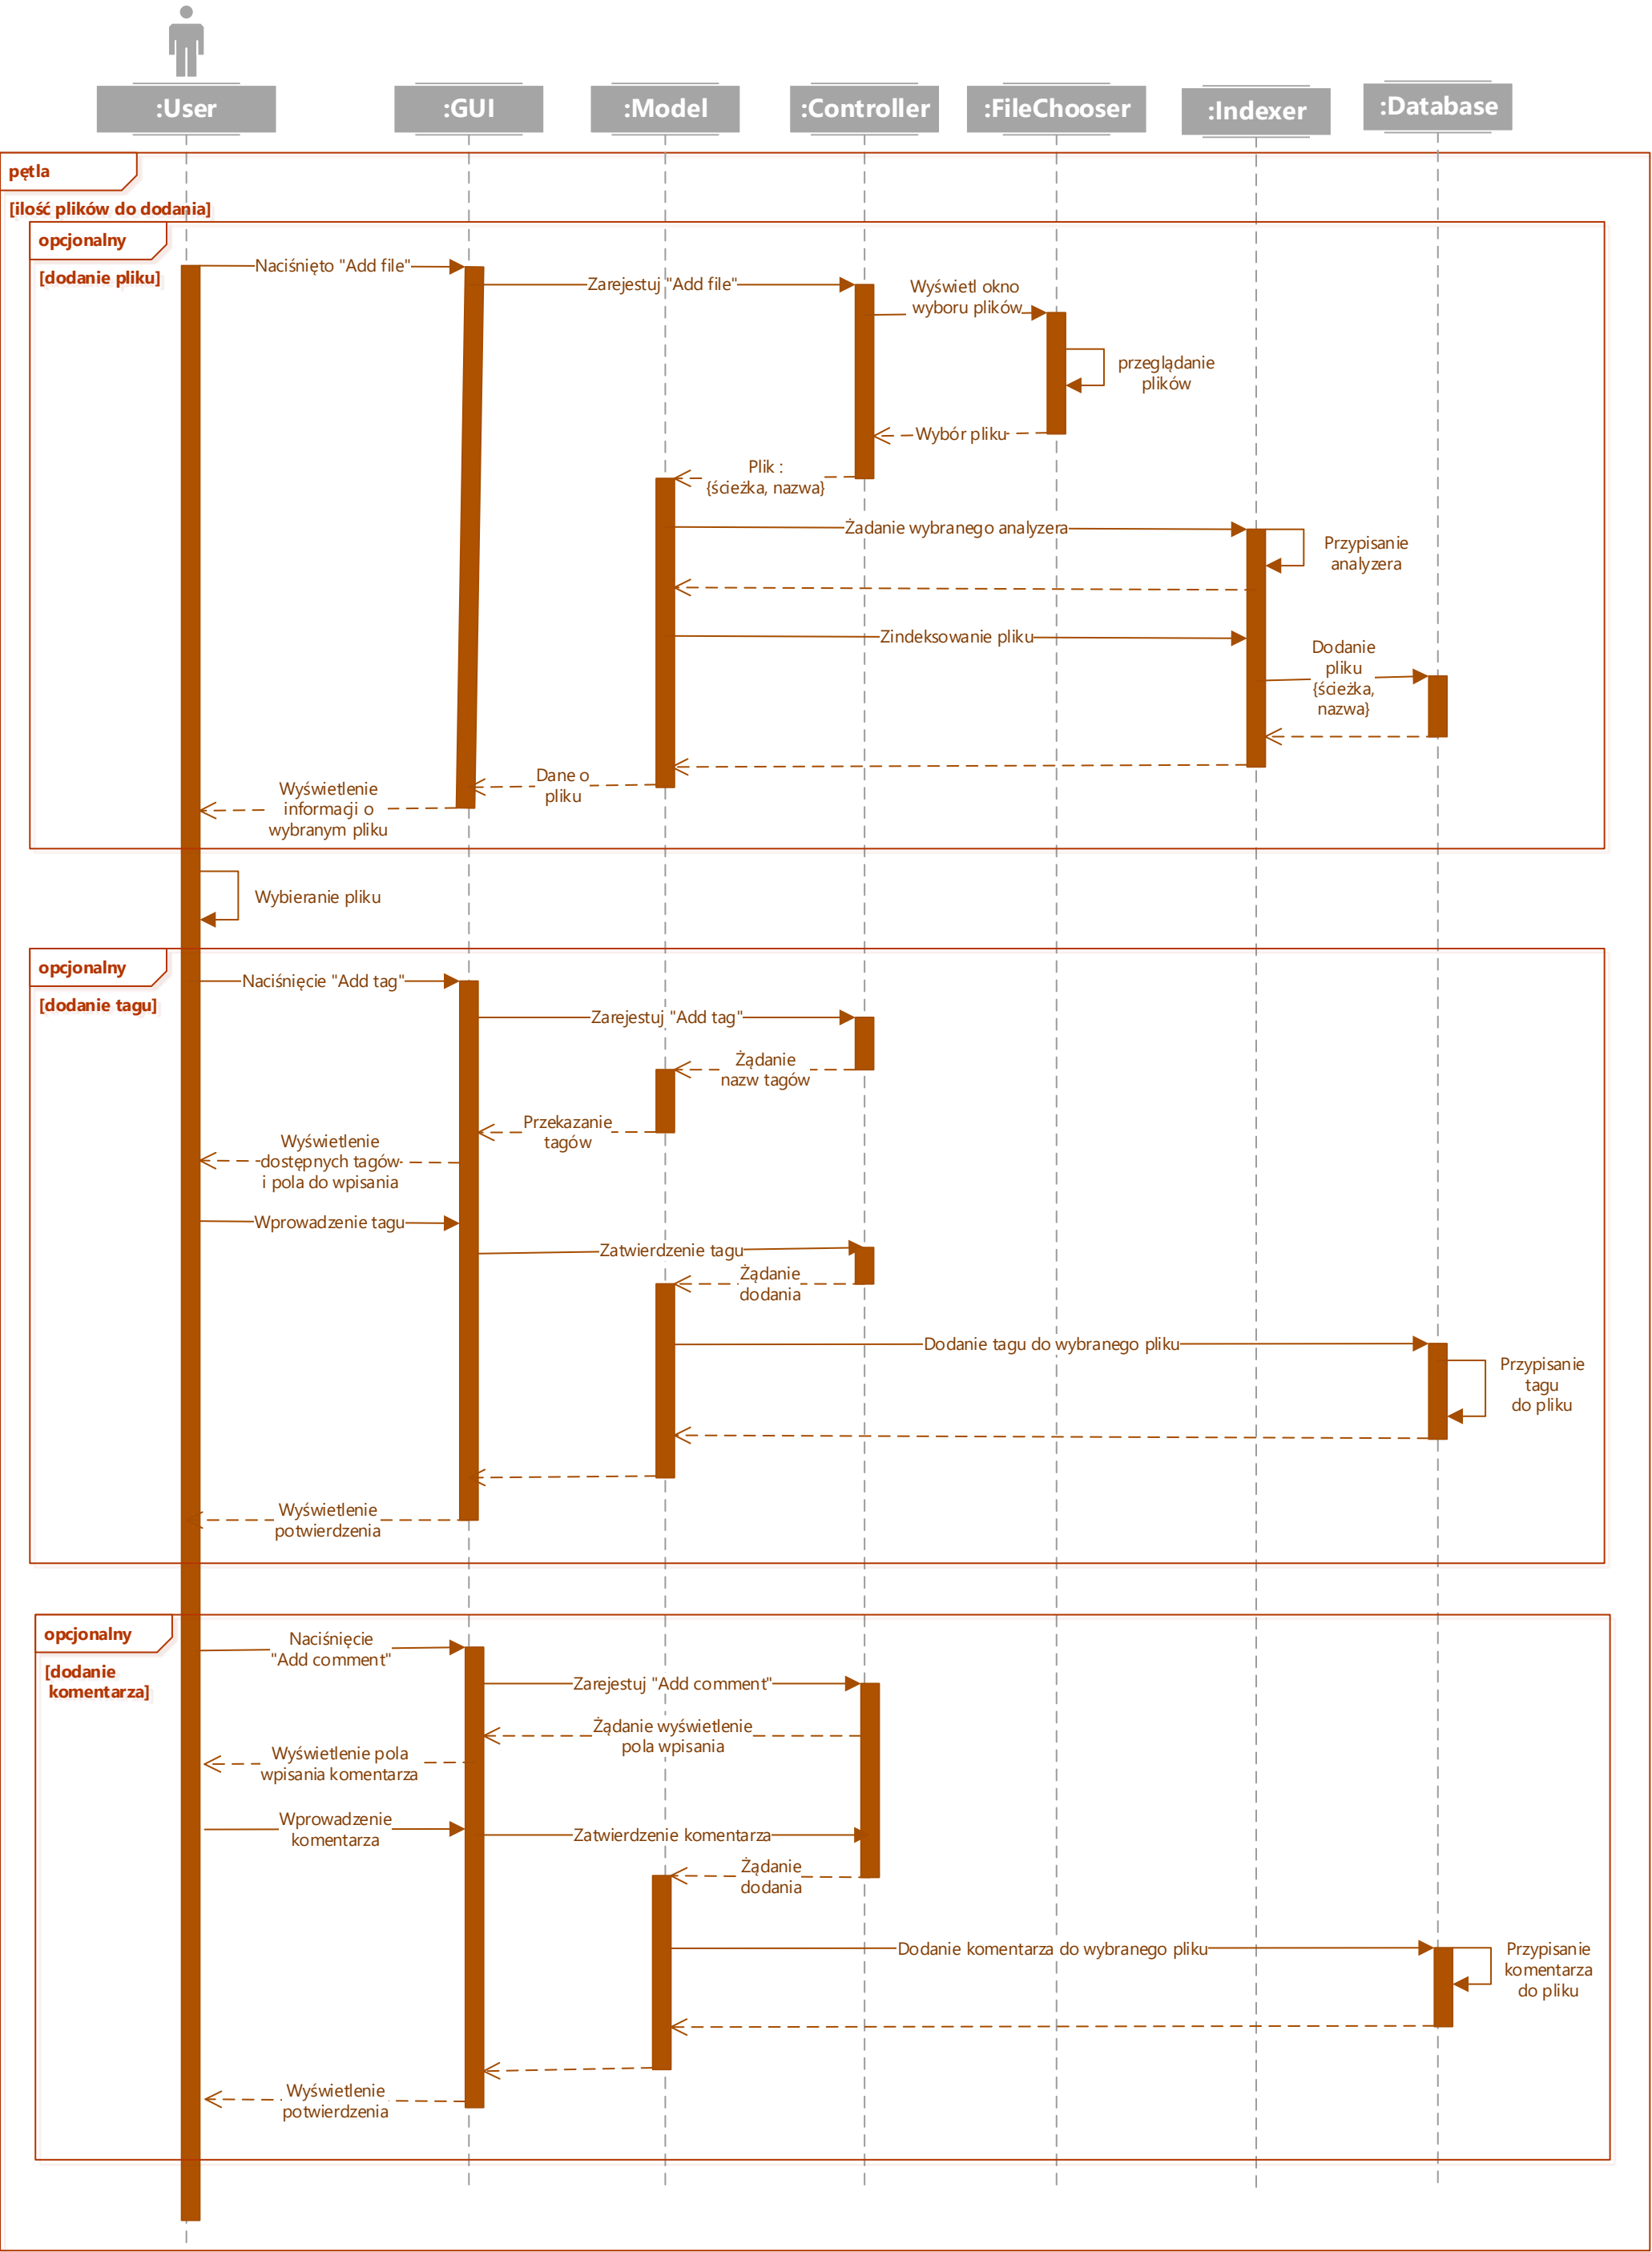 :User
:GUI
:Model
:Controller
:FileChooser
:Indexer
:Database
pętla
[ilość plików do dodania]
opcjonalny
[dodanie pliku]
Naciśnięto "Add file"
Zarejestuj "Add file"
Wyświetl okno
wyboru plików
przeglądanie
plików
Wybór pliku
Plik :
{ścieżka, nazwa}
Żadanie wybranego analyzera
Przypisanie
analyzera
Zindeksowanie pliku
Dodanie
pliku
{ścieżka,
nazwa}
Dane o
pliku
Wyświetlenie
informacji o
wybranym pliku
Wybieranie pliku
opcjonalny
[dodanie tagu]
Naciśnięcie "Add tag"
Zarejestuj "Add tag"
Żądanie
nazw tagów
Przekazanie
tagów
Wyświetlenie
dostępnych tagów
i pola do wpisania
Wprowadzenie tagu
Zatwierdzenie tagu
Żądanie
dodania
Dodanie tagu do wybranego pliku
Przypisanie
tagu
do pliku
Wyświetlenie
potwierdzenia
opcjonalny
[dodanie
komentarza]
Naciśnięcie
"Add comment"
Zarejestuj "Add comment"
Żądanie wyświetlenie
pola wpisania
Wyświetlenie pola
wpisania komentarza
Wprowadzenie
komentarza
Zatwierdzenie komentarza
Żądanie
dodania
Dodanie komentarza do wybranego pliku
Przypisanie
komentarza
do pliku
Wyświetlenie
potwierdzenia